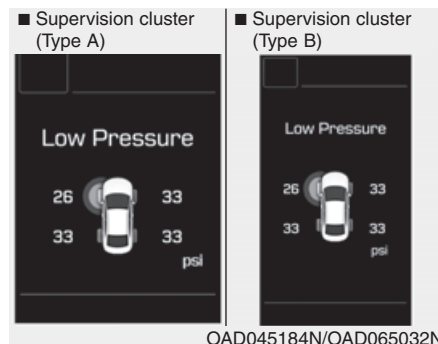 ■ Supervision cluster
(Type A)
Low Pressure
26 33
33 33
psi
■ Supervision cluster
(Type B)
Low Pressure
26 33
33 33
psi
OAD045184N/OAD065032N